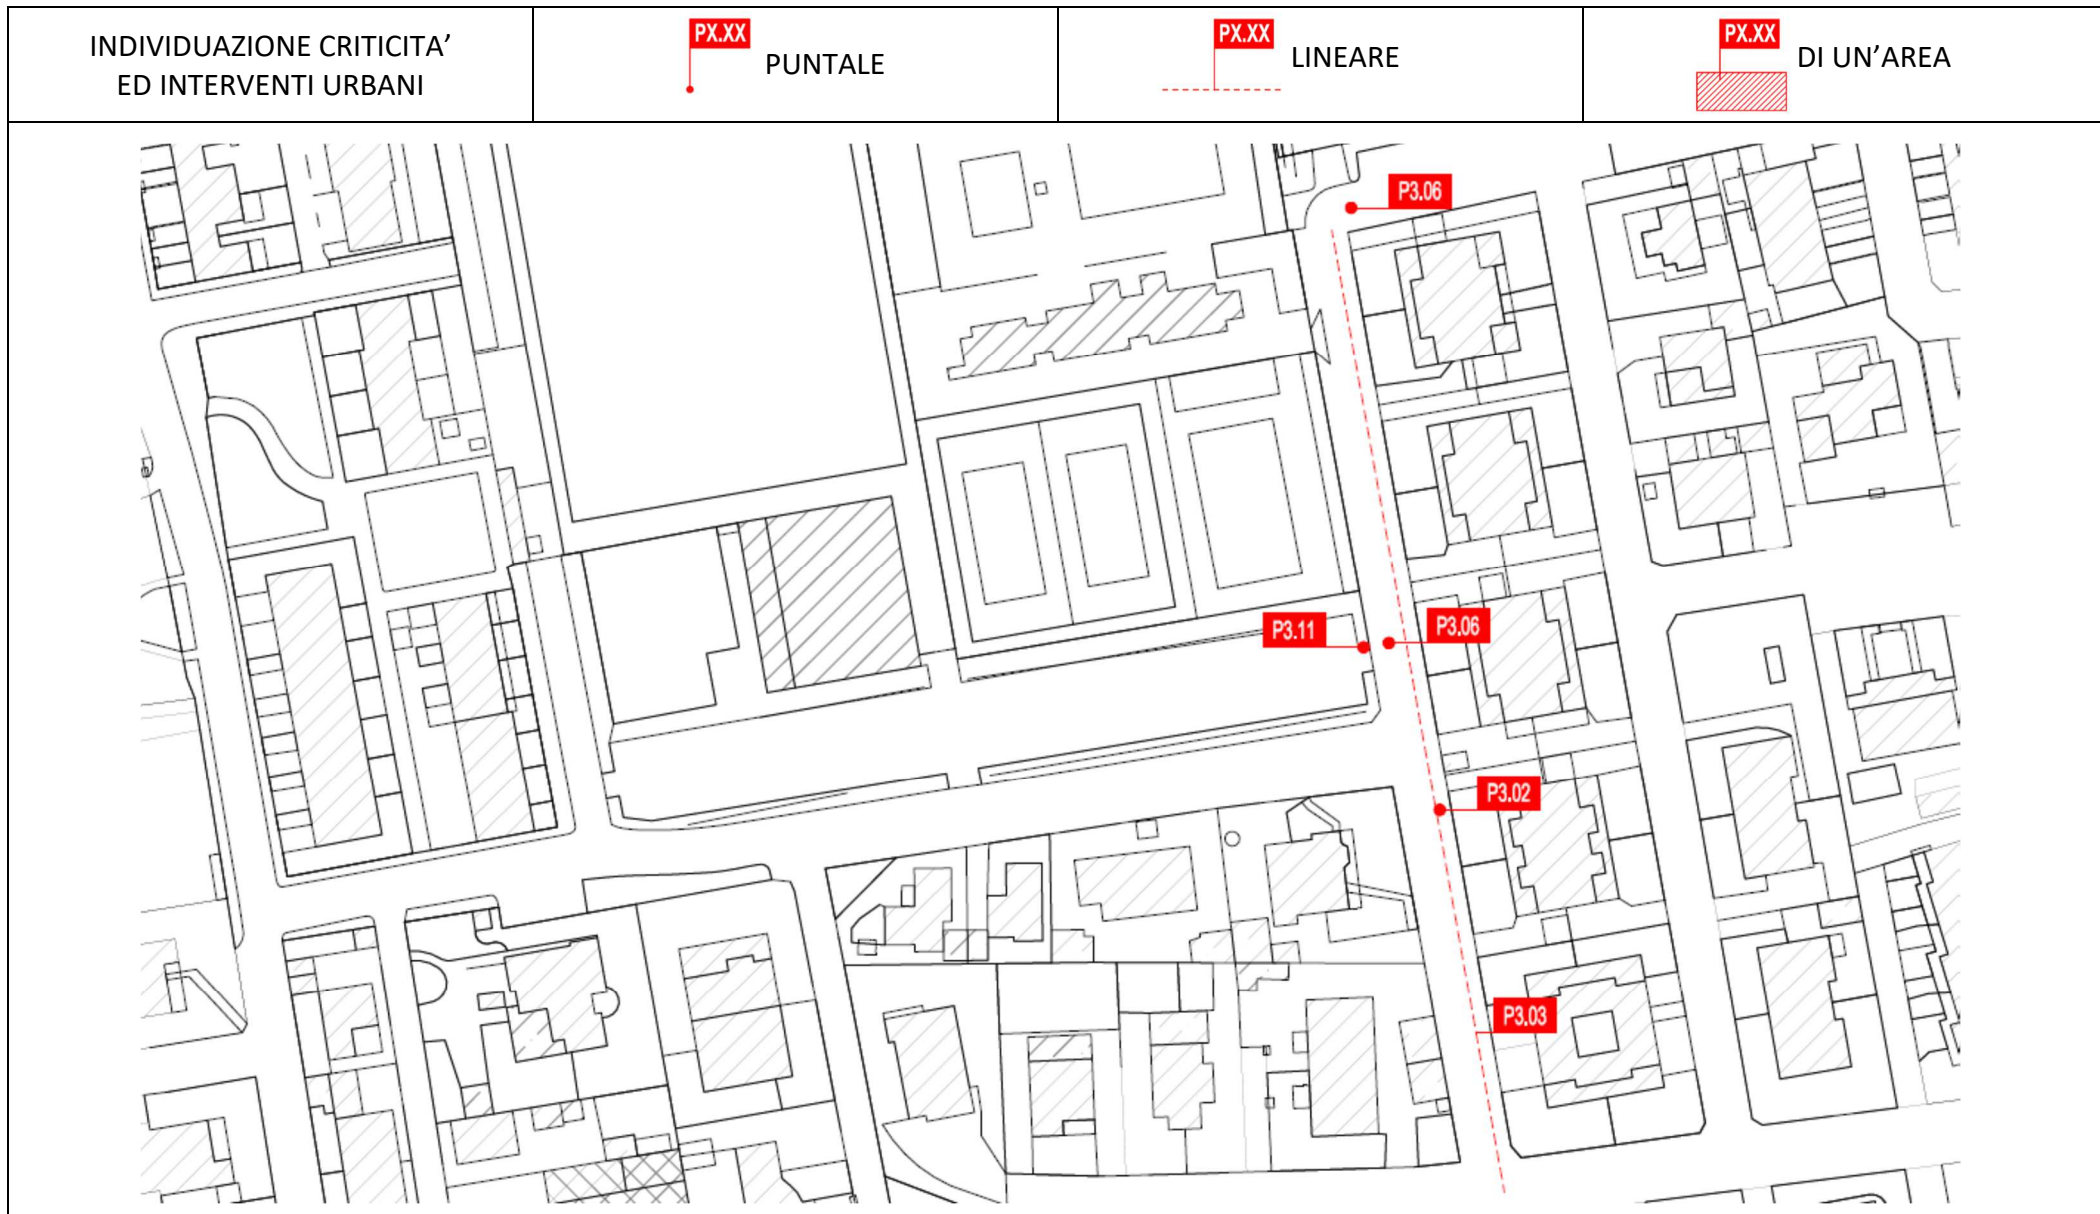 INDIVIDUAZIONE CRITICITA’
ED INTERVENTI URBANI
PX.XX
PUNTALE
PX.XX
LINEARE
PX.XX
DI UN’AREA
P3.06
P3.11
P3.06
P3.02
P3.03